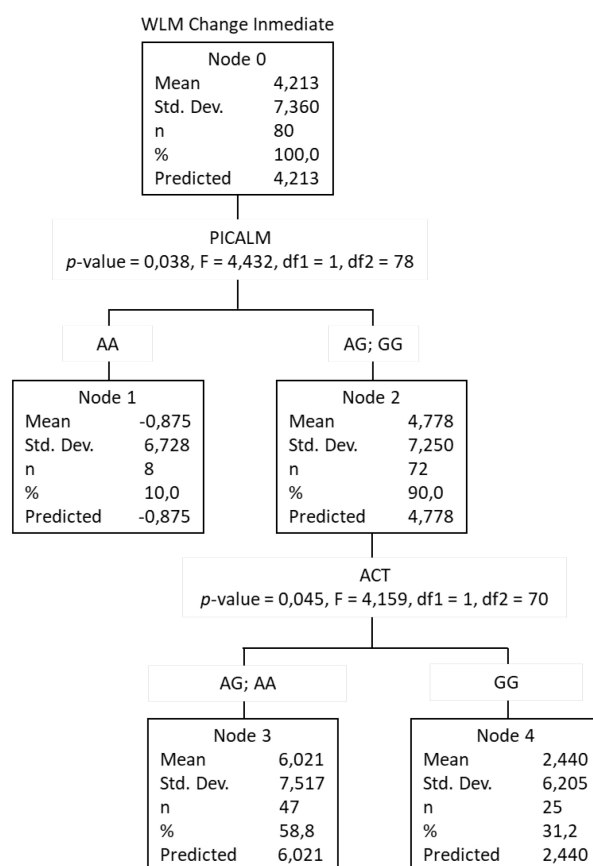 WLM Change Inmediate
Node 0
Mean 4,213
Std. Dev. 7,360
n 80
% 100,0
Predicted 4,213
PICALM
p-value = 0,038, F = 4,432, df1 = 1, df2 = 78
AA
AG; GG
Node 1
Mean -0,875
Std. Dev. 6,728
n 8
% 10,0
Predicted -0,875
Node 2
Mean 4,778
Std. Dev. 7,250
n 72
% 90,0
Predicted 4,778
ACT
p-value = 0,045, F = 4,159, df1 = 1, df2 = 70
AG; AA
GG
Node 3
Mean 6,021
Std. Dev. 7,517
n 47
% 58,8
Predicted 6,021
Node 4
Mean 2,440
Std. Dev. 6,205
n 25
% 31,2
Predicted 2,440